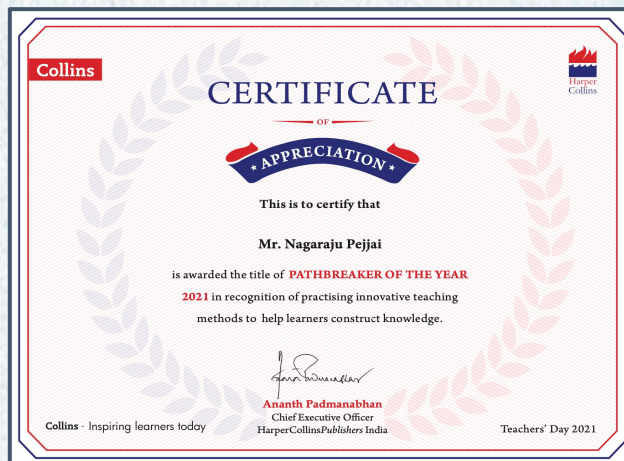 Collins
Harper
Collins
CERTIFICATE
OF
APPRECIATION
This is to certify that
Mr. Nagaraju Pejjai
is awarded the title of PATHBREAKER OF THE YEAR
2021 in recognition of practising innovative teaching
methods to help learners construct knowledge.
Ananth Padmanabhan
Chief Executive Officer
HarperCollinsPublishers India
Collins · Inspiring learners today
Teachers' Day 2021